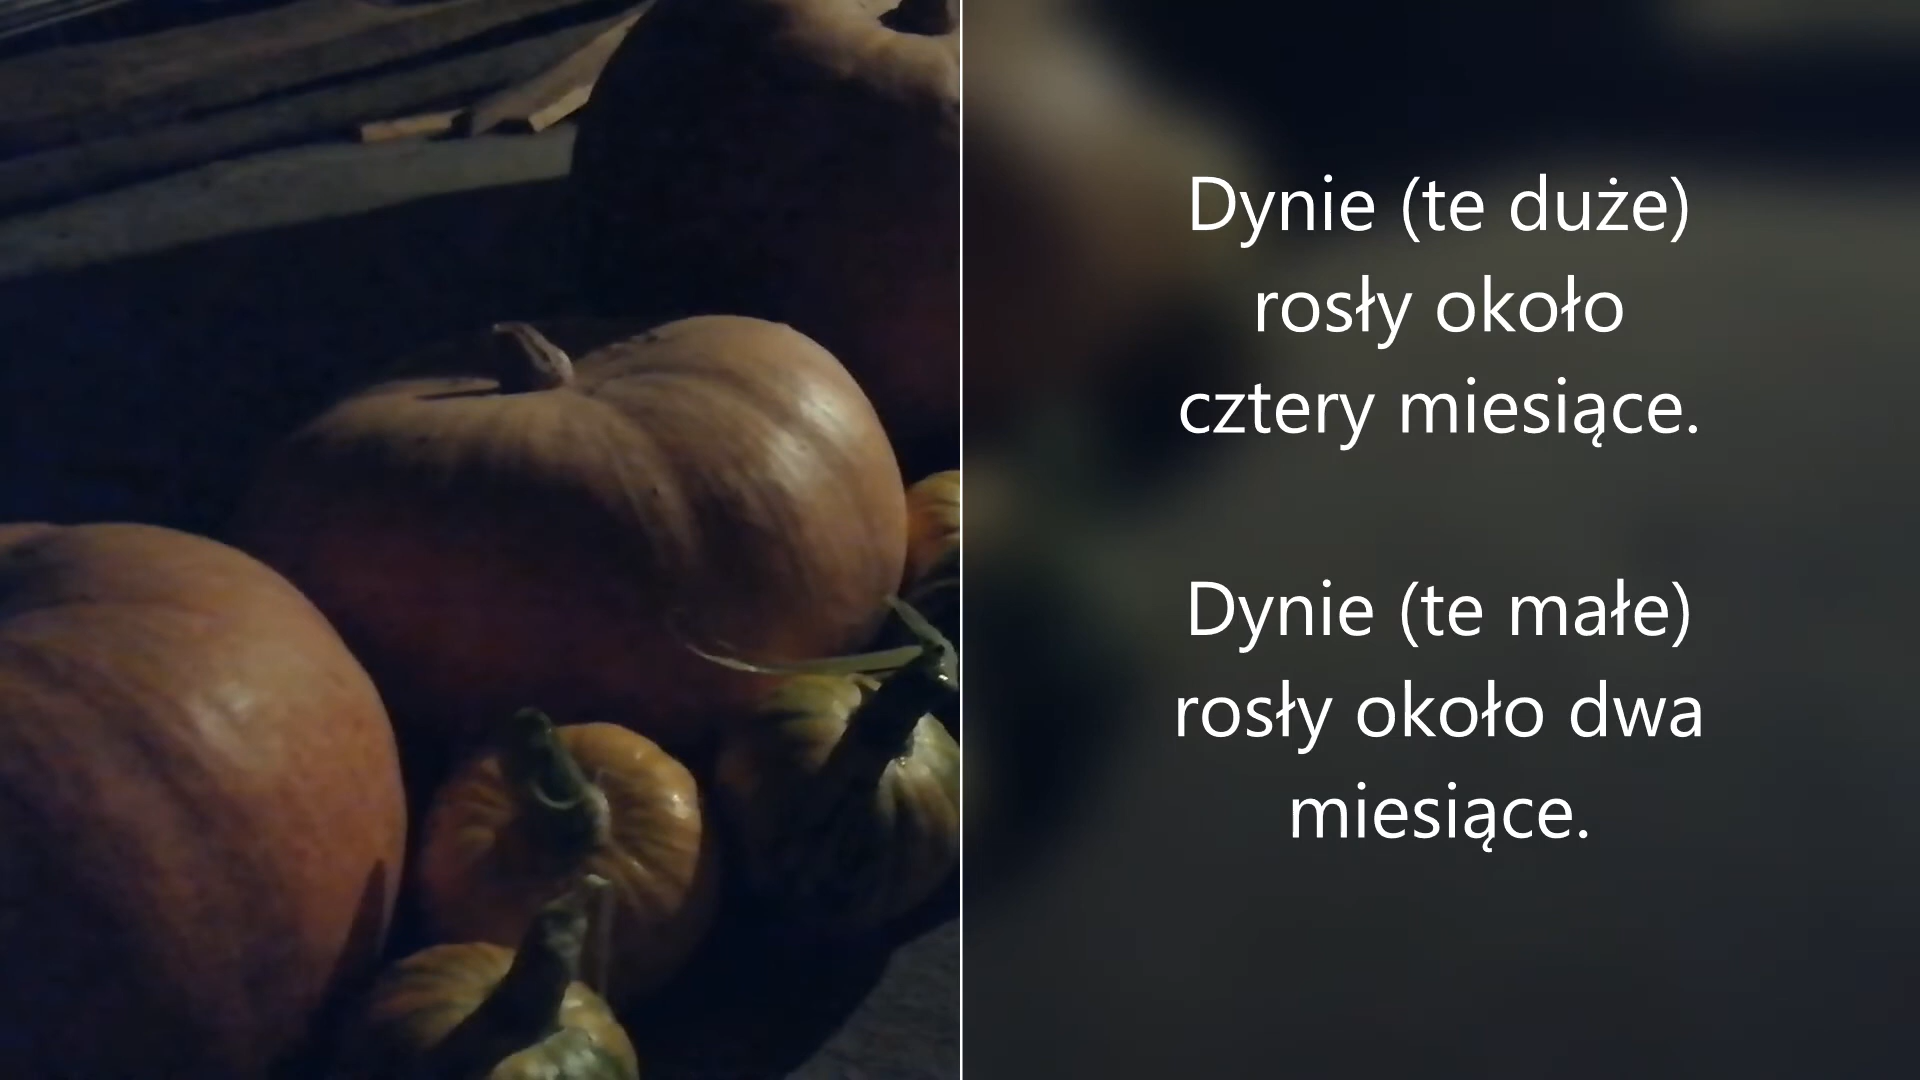 Dynie (te duże)
rosły około
cztery miesiące.
Dynie (te małe)
rosły około dwa
miesiące.